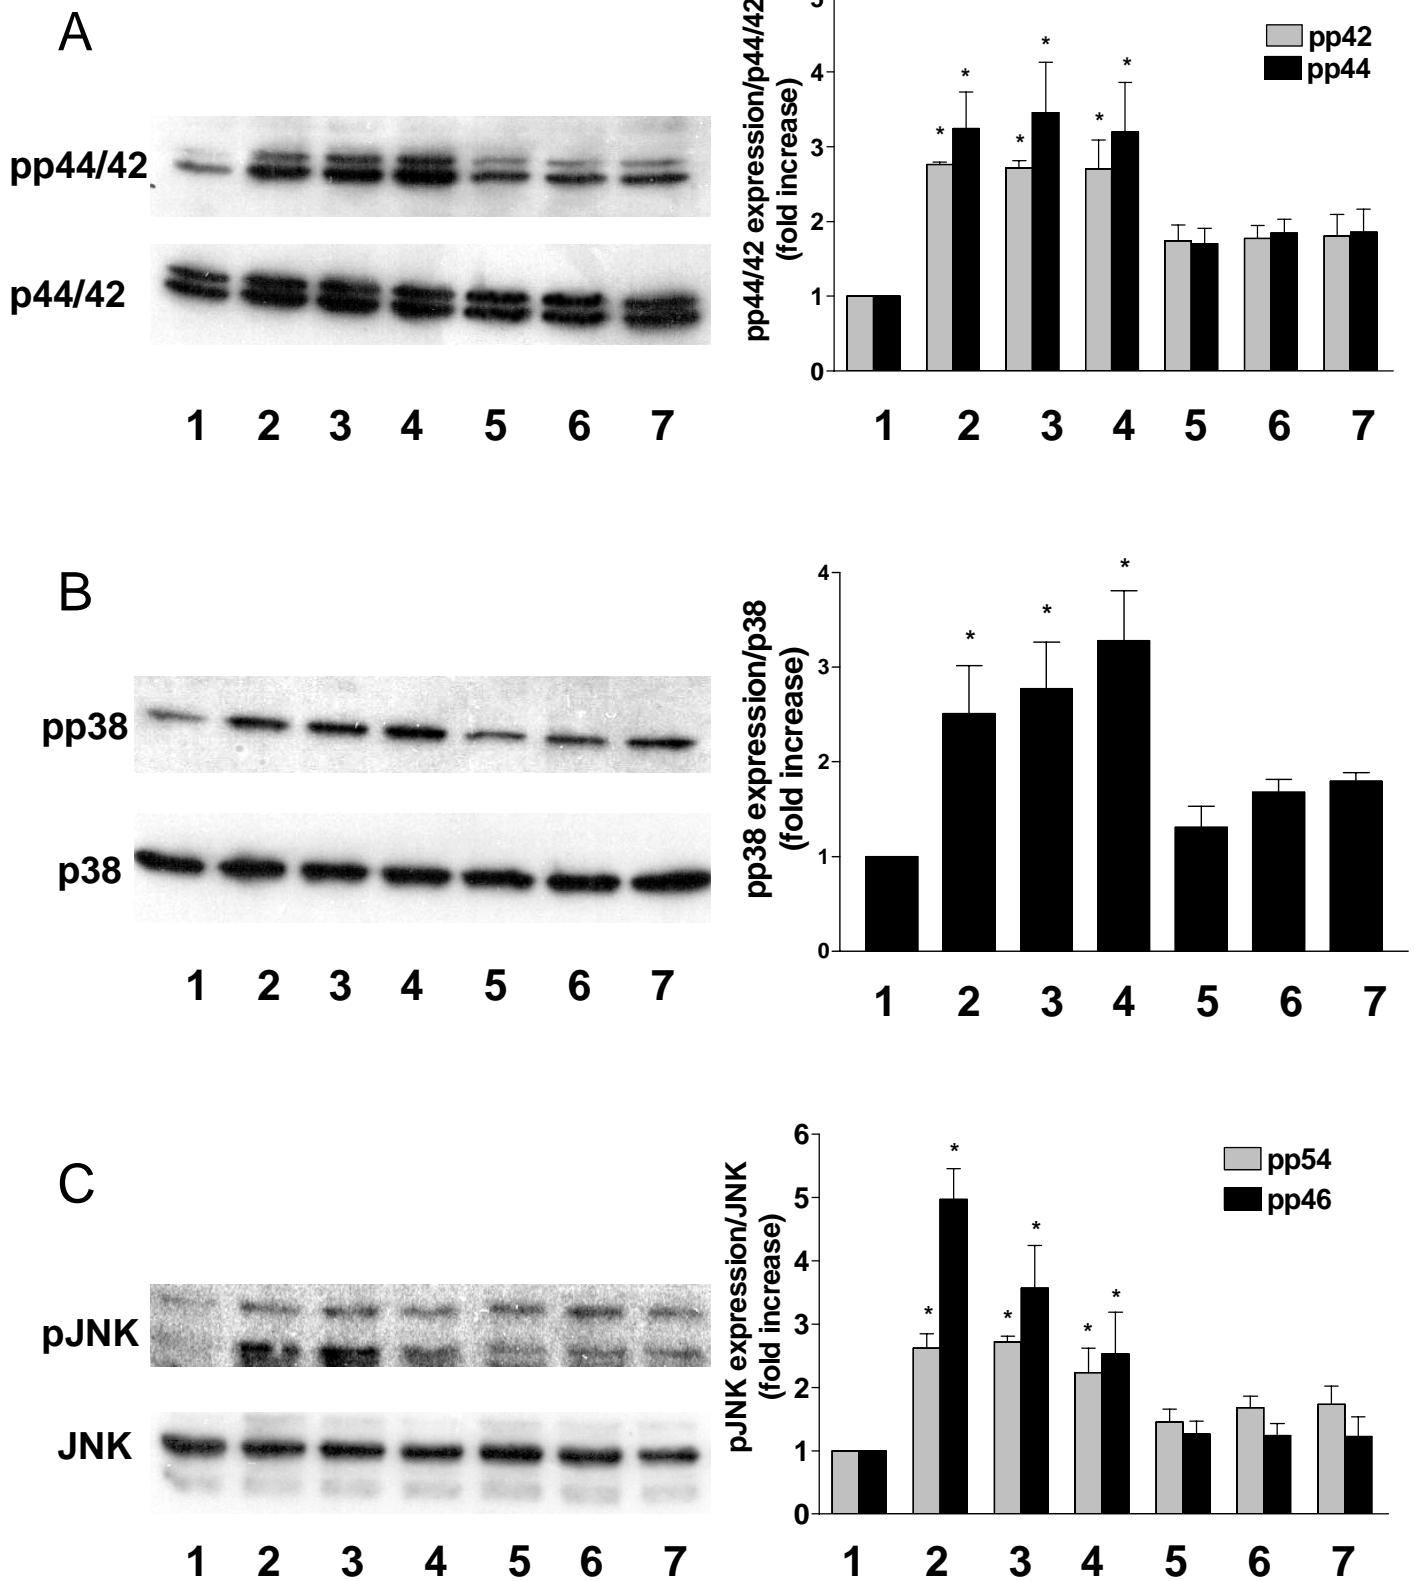 A
pp44/42
p44/42
1 2 3 4 5 6 7
pp44/42 expression/p44/42
(fold increase)
5
4
3
2
1
0
pp42
pp44
* * * * * *
1 2 3 4 5 6 7
B
pp38
p38
1 2 3 4 5 6 7
pp38 expression/p38
(fold increase)
4
3
2
1
0
* * *
1 2 3 4 5 6 7
C
pJNK
JNK
1 2 3 4 5 6 7
pJNK expression/JNK
(fold increase)
6
5
4
3
2
1
0
pp54
pp46
* * * * * *
1 2 3 4 5 6 7